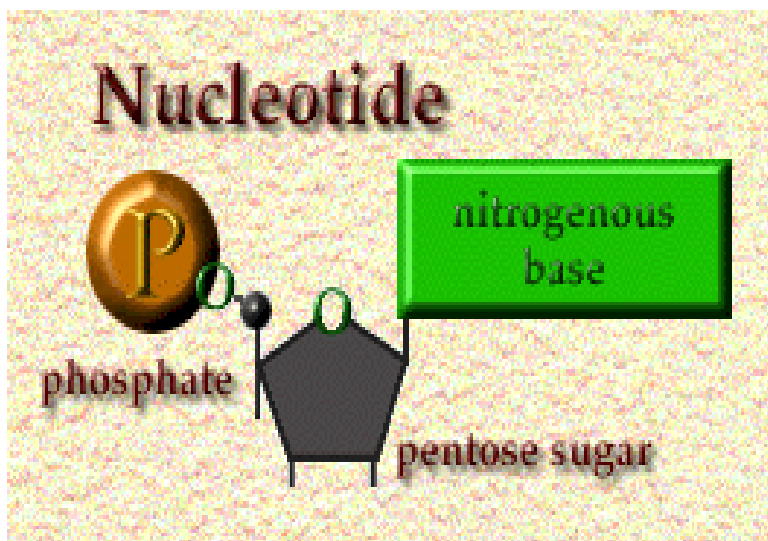 Nucleotide
nitrogenous
base
P
O
O
phosphate
pentose sugar